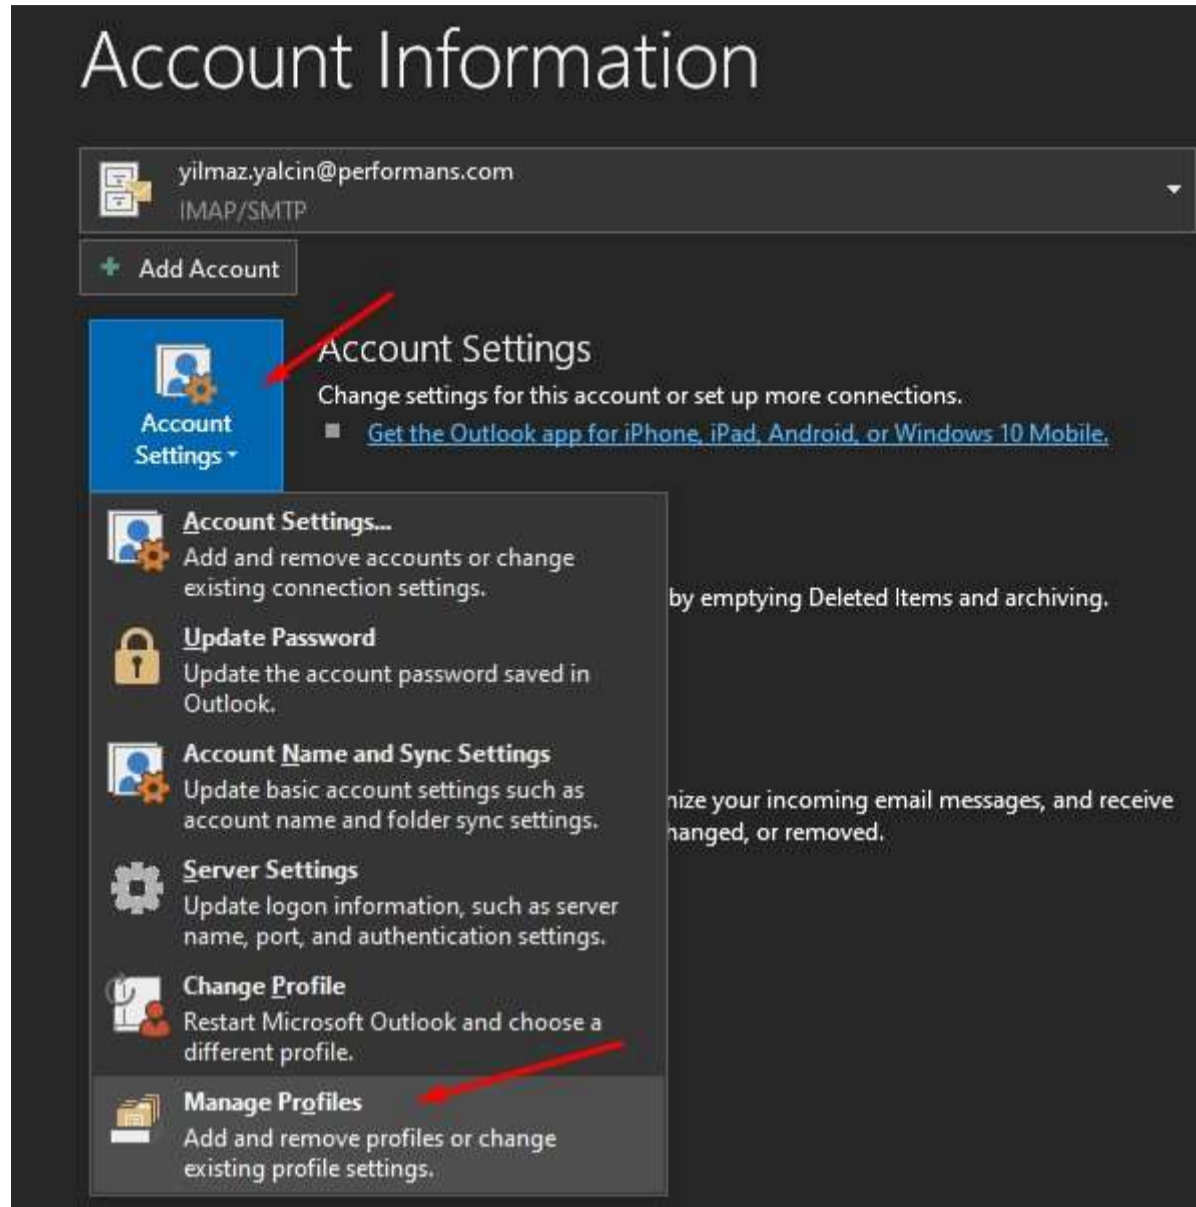 Account Information
yilmaz.yalcin@performans.com
IMAP/SMTP
+ Add Account
Account
Settings
Account Settings
Change settings for this account or set up more connections.
Get the Outlook app for iPhone, iPad, Android, or Windows 10 Mobile.
Account Settings...
Add and remove accounts or change
existing connection settings.
by emptying Deleted Items and archiving.
Update Password
Update the account password saved in
Outlook.
Account Name and Sync Settings
Update basic account settings such as
account name and folder sync settings.
nize your incoming email messages, and receive
hanged, or removed.
Server Settings
Update logon information, such as server
name, port, and authentication settings.
Change Profile
Restart Microsoft Outlook and choose a
different profile.
Manage Profiles
Add and remove profiles or change
existing profile settings.